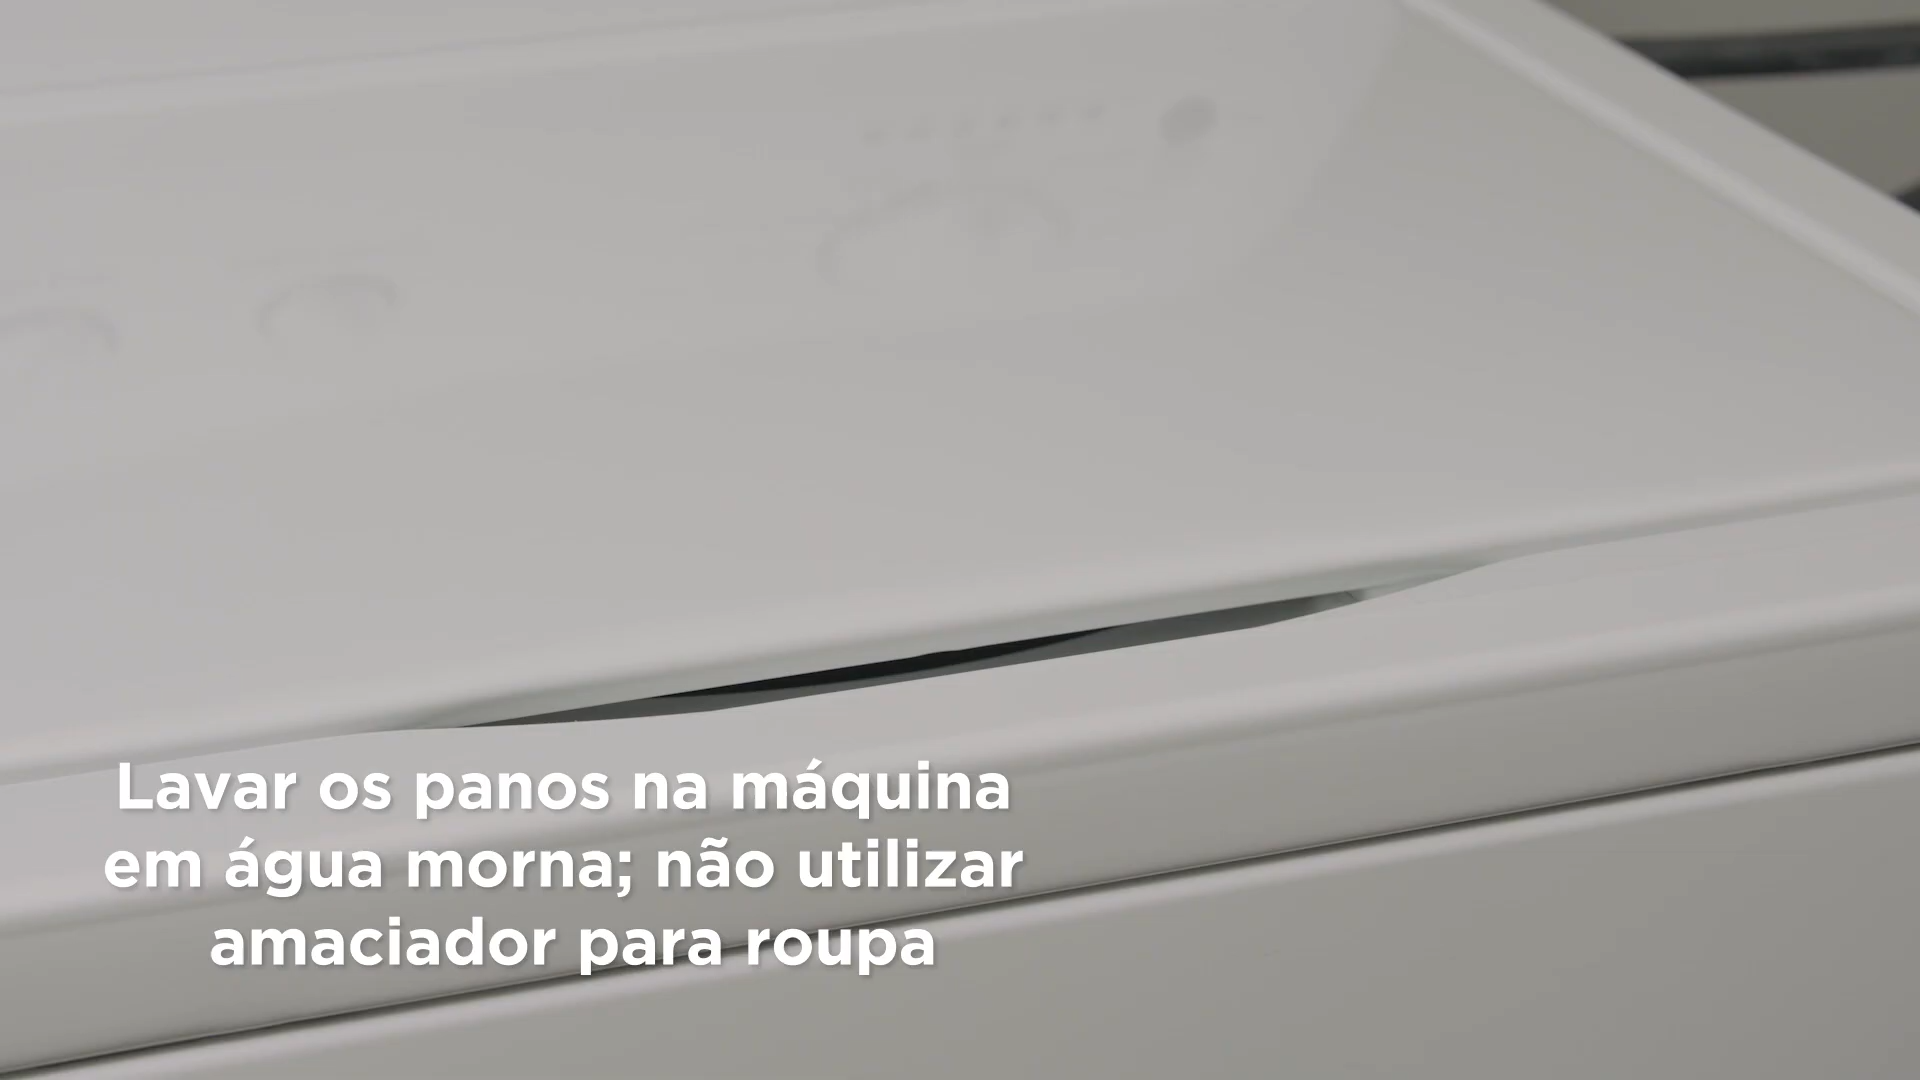 Lavar os panos na máquina
em água morna; não utilizar
amaciador para roupa